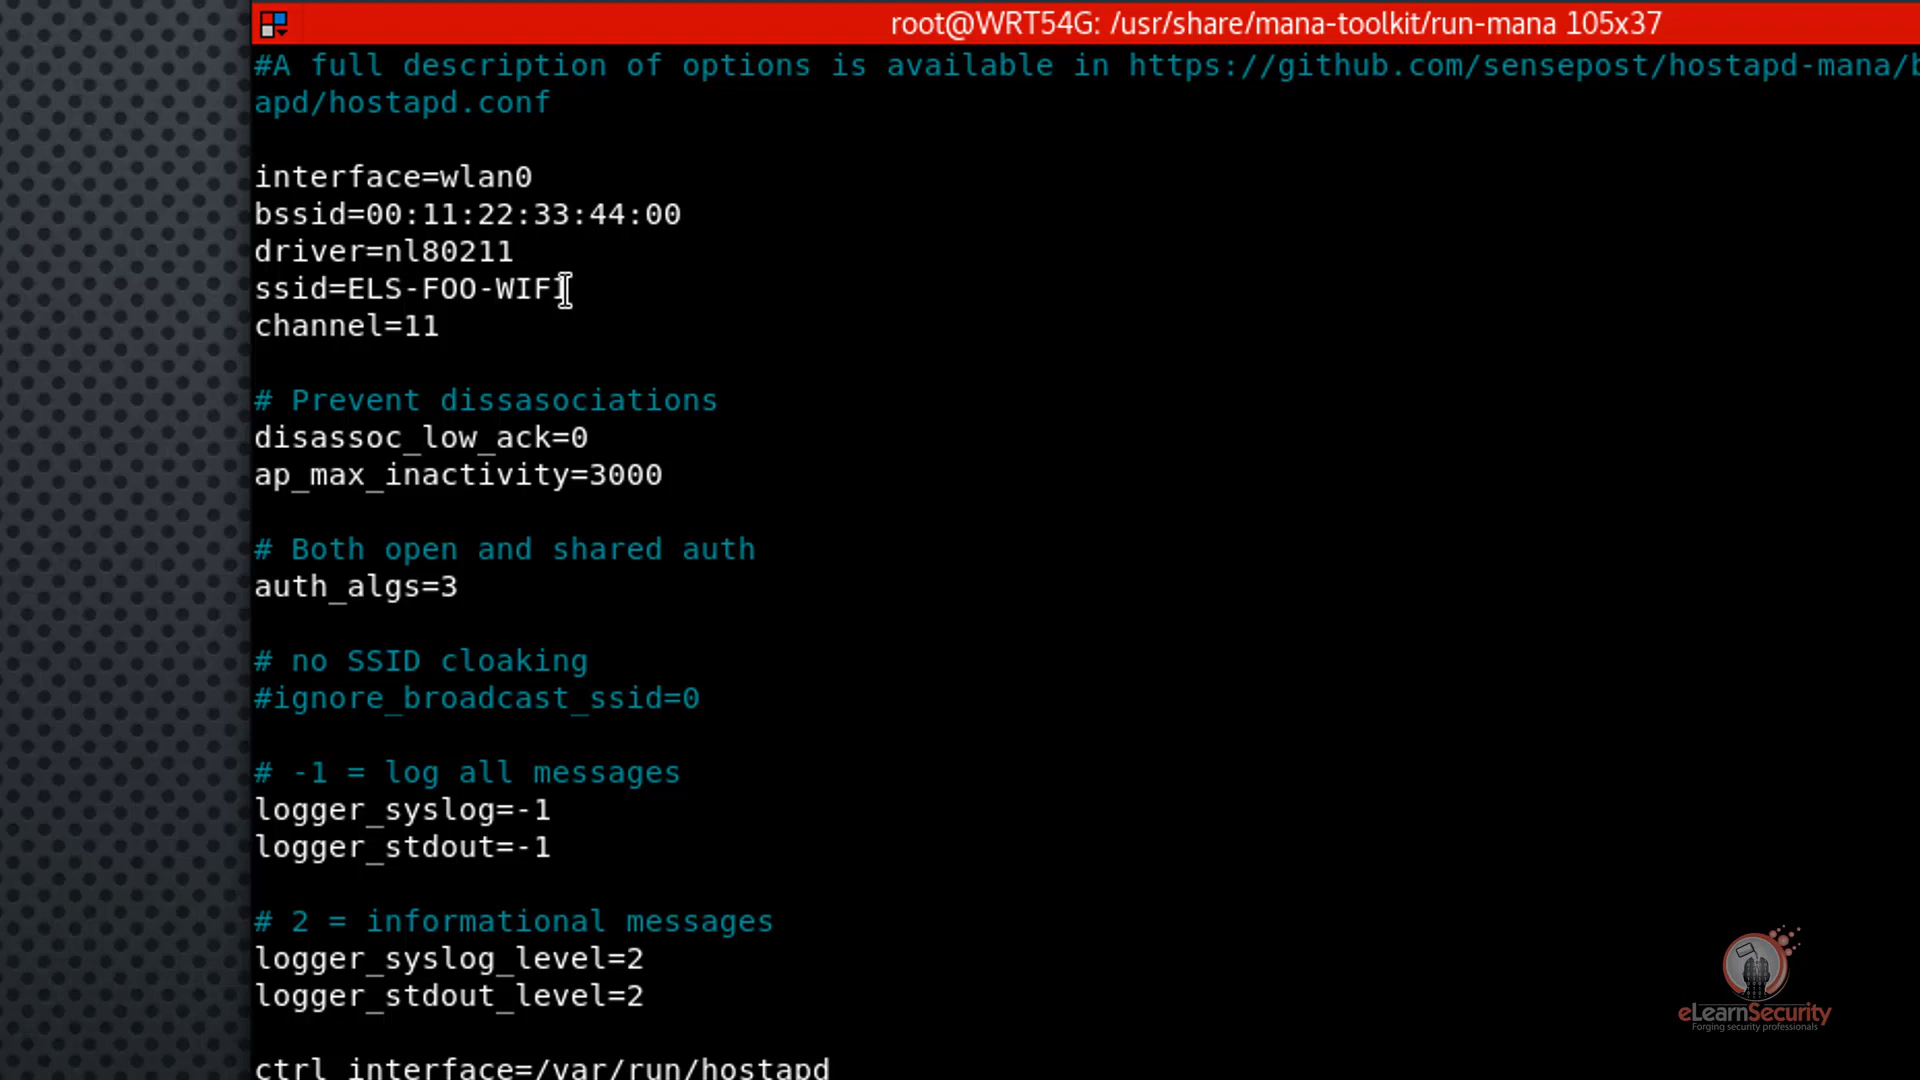 root@WRT54G: /usr/share/mana-toolkit/run-mana 105x37
#A full description of options is available in https://github.com/sensepost/hostapd-mana/b
apd/hostapd.conf
interface=wlan0
bssid=00:11:22:33:44:00
driver=nl80211
ssid=ELS-FOO-WIFI
channel=11
# Prevent dissasociations
disassoc_low_ack=0
ap_max_inactivity=3000
# Both open and shared auth
auth_algs=3
# no SSID cloaking
#ignore_broadcast_ssid=0
# -1 = log all messages
logger_syslog=-1
logger_stdout=-1
# 2 = informational messages
logger_syslog_level=2
logger_stdout_level=2
ctrl_interface=/var/run/hostapd
eLearnSecurity
Forging security professionals